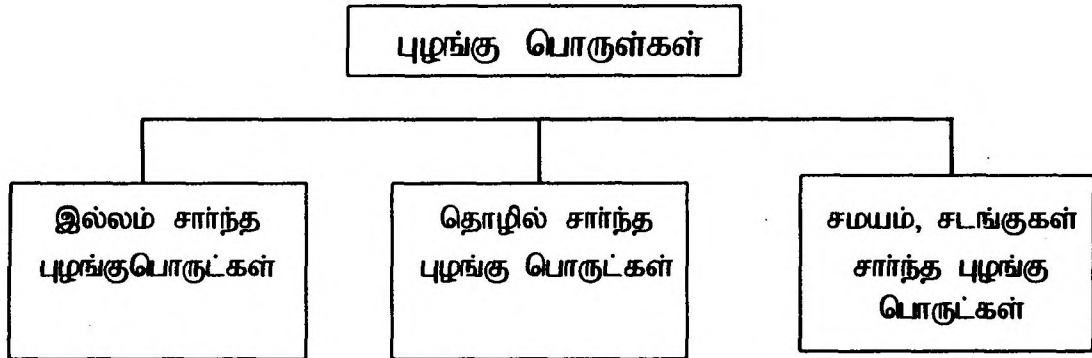 புழங்கு பொருள்கள்
இல்லம் சார்ந்த
புழங்குபொருட்கள்
தொழில் சார்ந்த
புழங்கு பொருட்கள்
சமயம், சடங்குகள்
சார்ந்த புழங்கு
பொருட்கள்